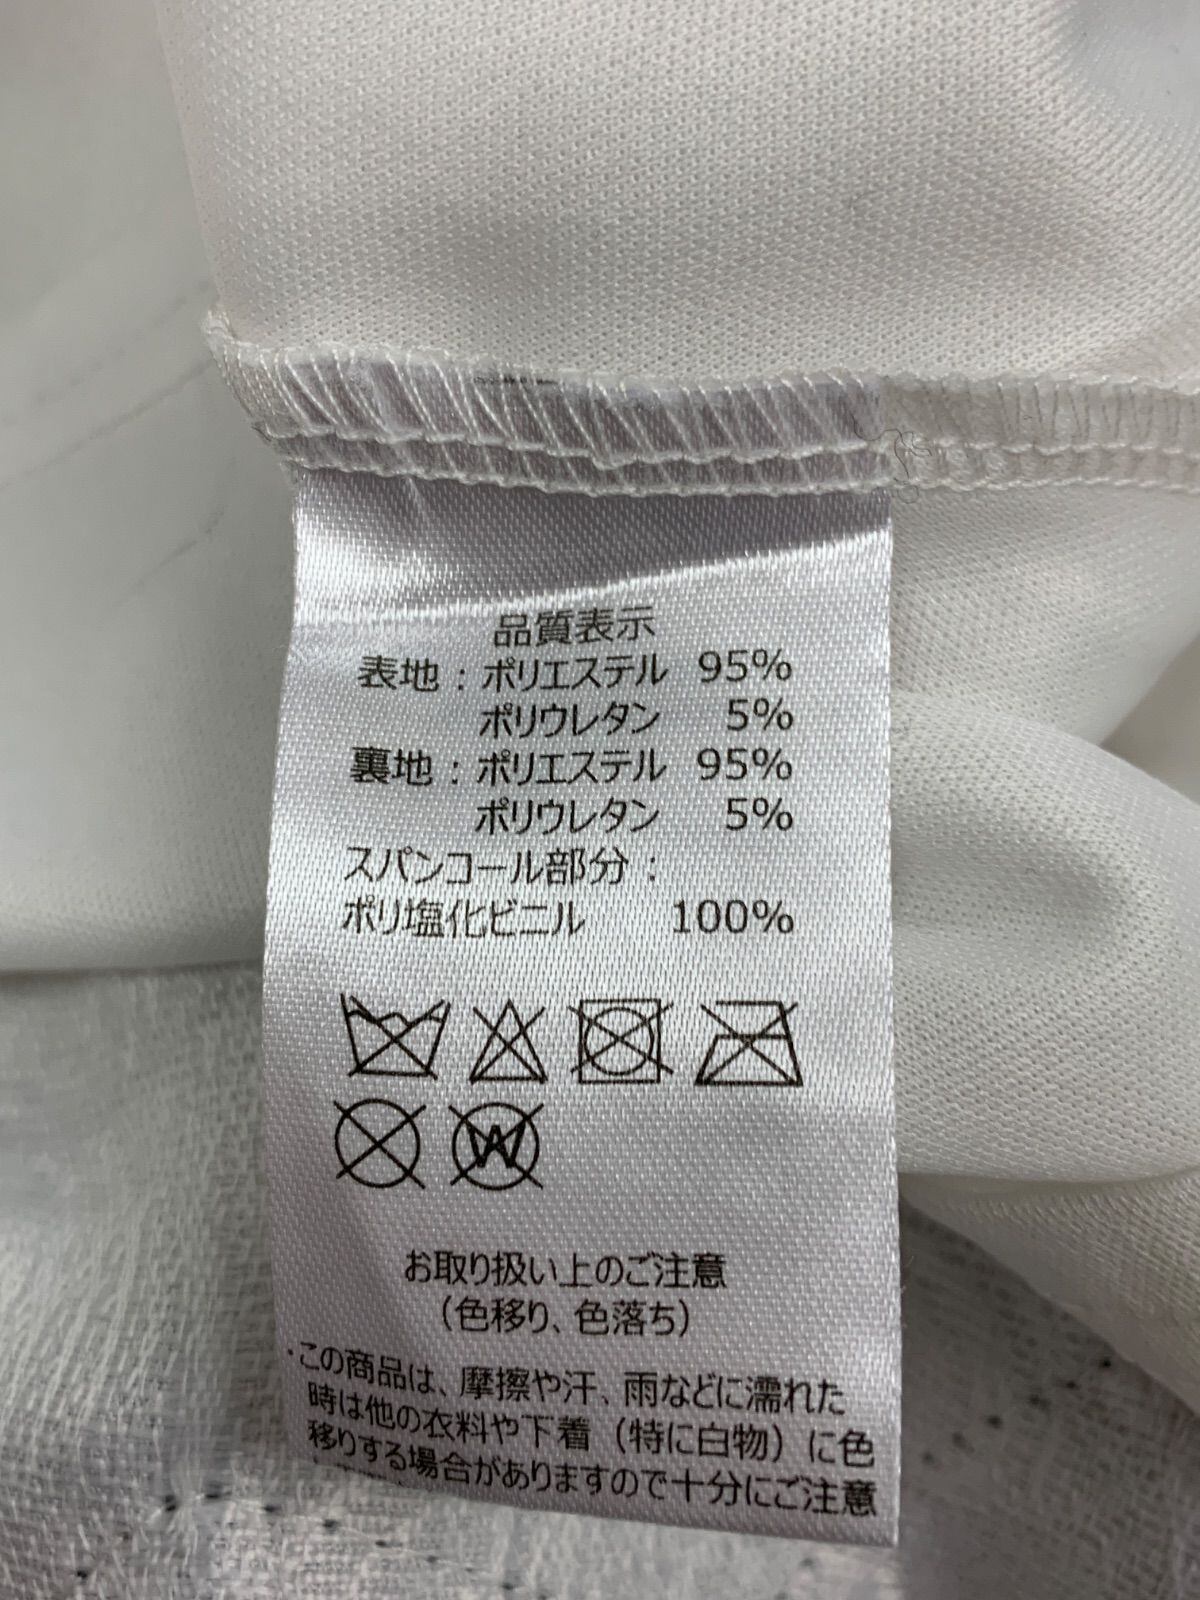 品質表示
表地：ポリエステル 95%
ポリウレタン 5%
裏地：ポリエステル 95%
ポリウレタン 5%
スパンコール部分：
ポリ塩化ビニル 100%
W
お取り扱い上のご注意
（色移り、色落ち）
・この商品は、摩擦や汗、雨などに濡れた
時は他の衣料や下着（特に白物）に色
移りする場合がありますので十分にご注意